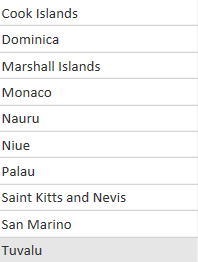 Cook Islands
Dominica
Marshall Islands
Monaco
Nauru
Niue
Palau
Saint Kitts and Nevis
San Marino
Tuvalu